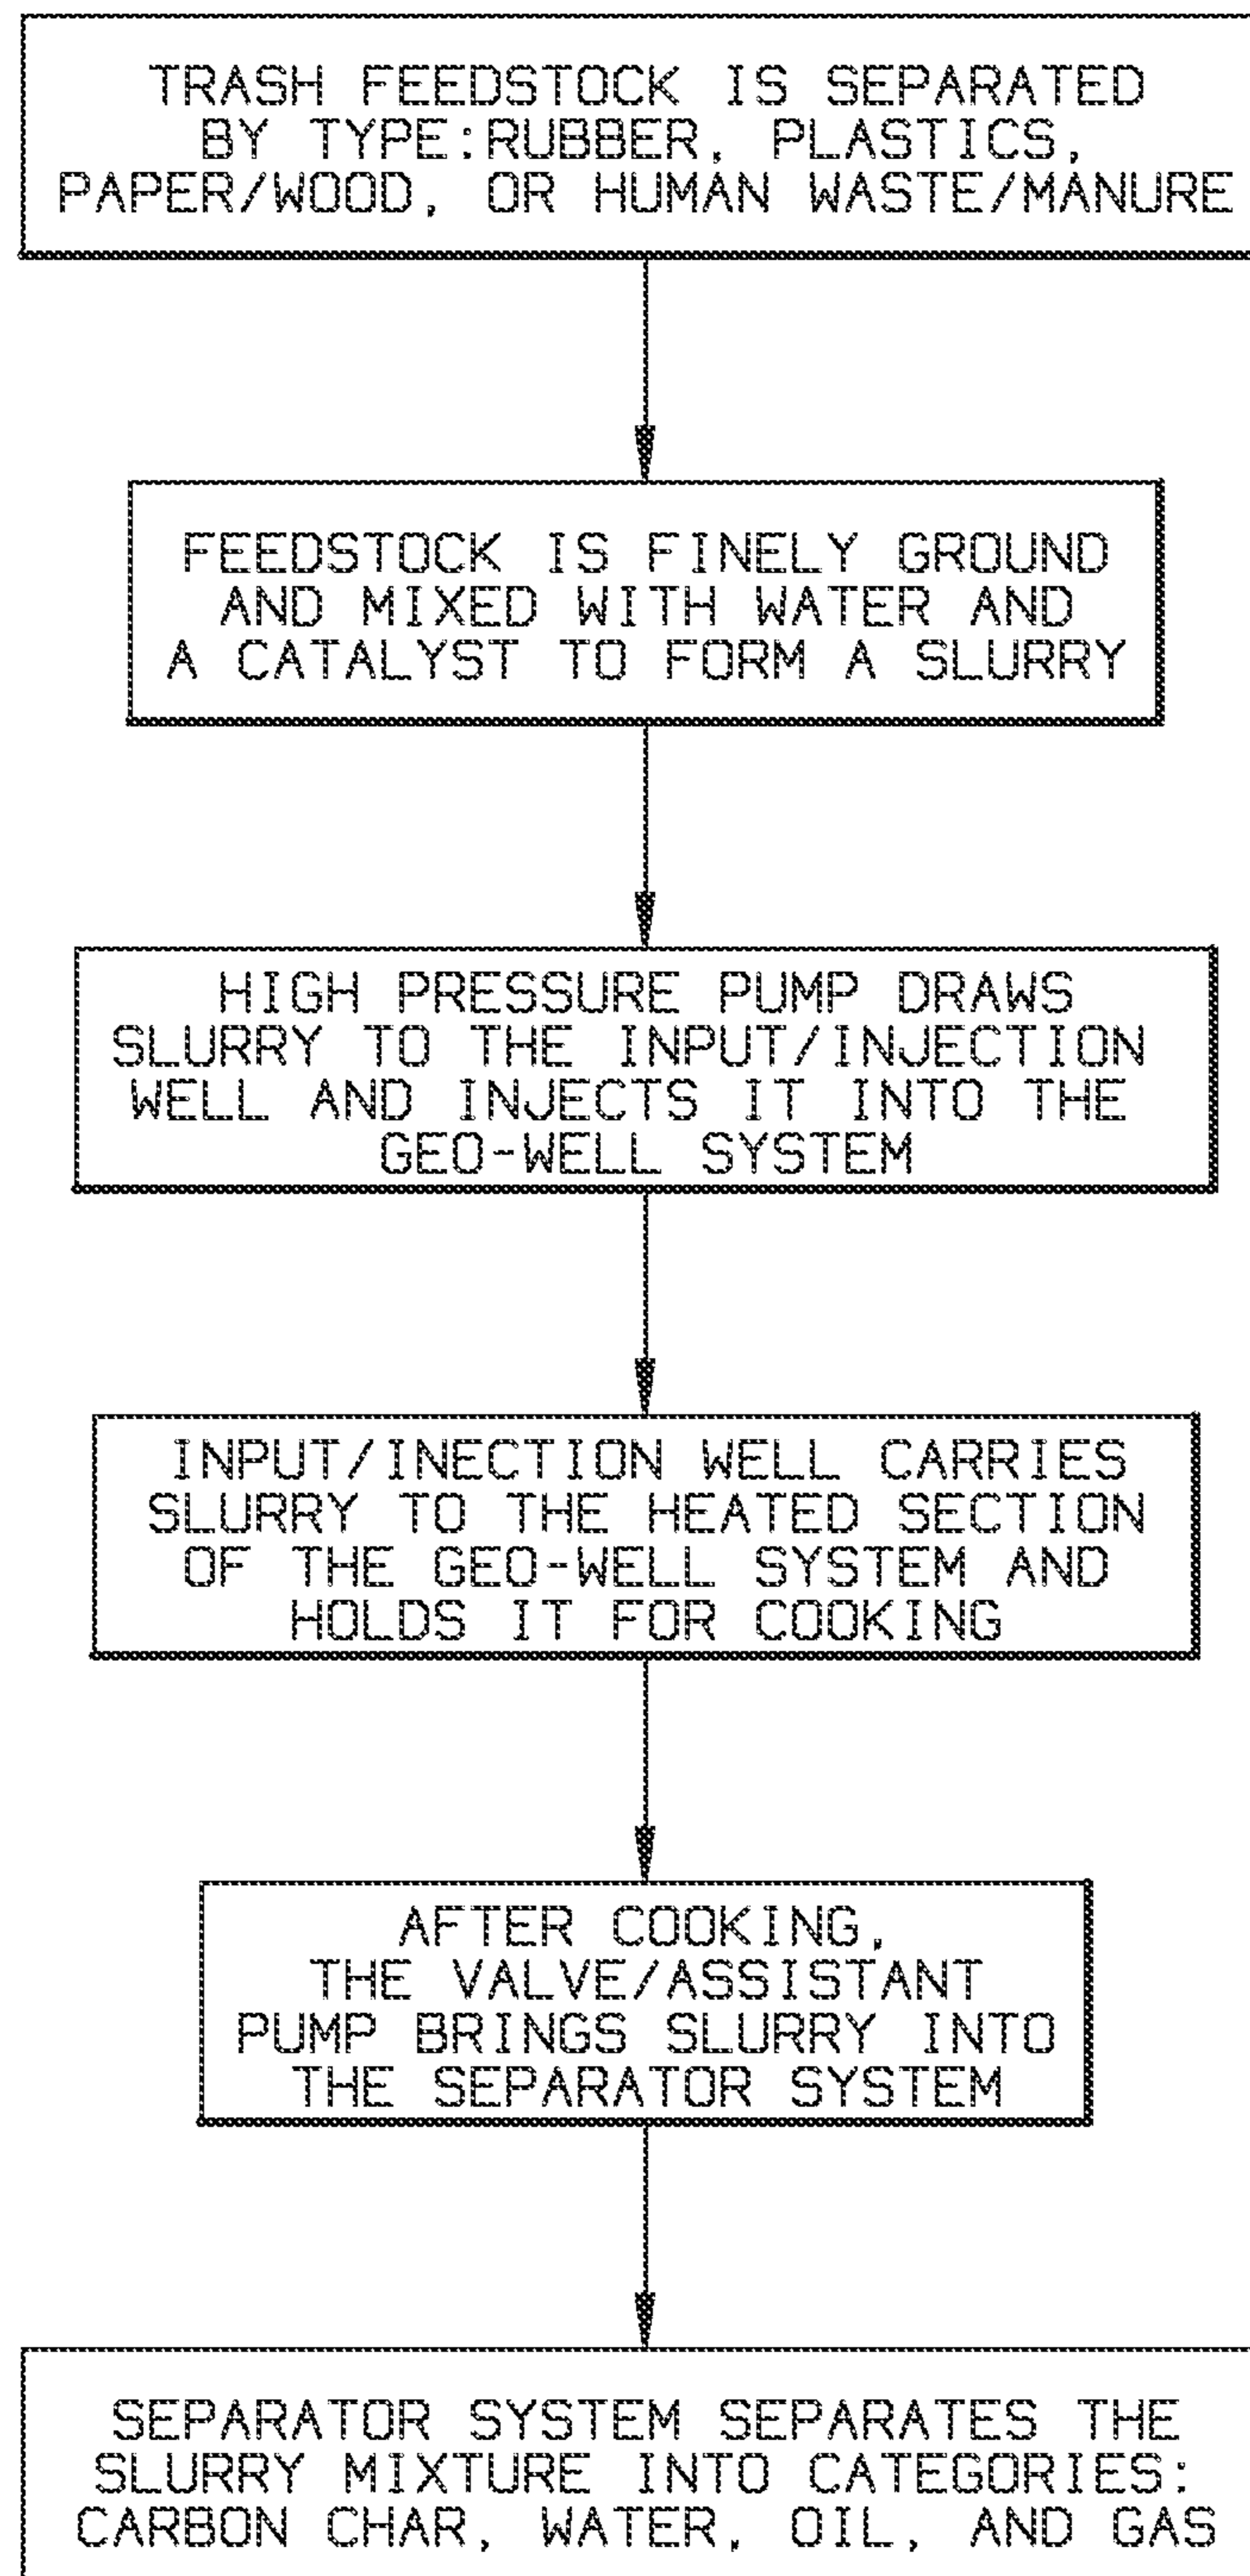 TRASH FEEDSTOCK IS SEPARATED
BY TYPE:RUBBER, PLASTICS,
PAPER/WOOD, OR HUMAN WASTE/MANURE
FEEDSTOCK IS FINELY GROUND
AND MIXED WITH WATER AND
A CATALYST TO FORM A SLURRY
HIGH PRESSURE PUMP DRAWS
SLURRY TO THE INPUT/INJECTION
WELL AND INJECTS IT INTO THE
GEO-WELL SYSTEM
INPUT/INECTION WELL CARRIES
SLURRY TO THE HEATED SECTION
OF THE GEO-WELL SYSTEM AND
HOLDS IT FOR COOKING
AFTER COOKING,
THE VALVE/ASSISTANT
PUMP BRINGS SLURRY INTO
THE SEPARATOR SYSTEM
SEPARATOR SYSTEM SEPARATES THE
SLURRY MIXTURE INTO CATEGORIES:
CARBON CHAR, WATER, OIL, AND GAS